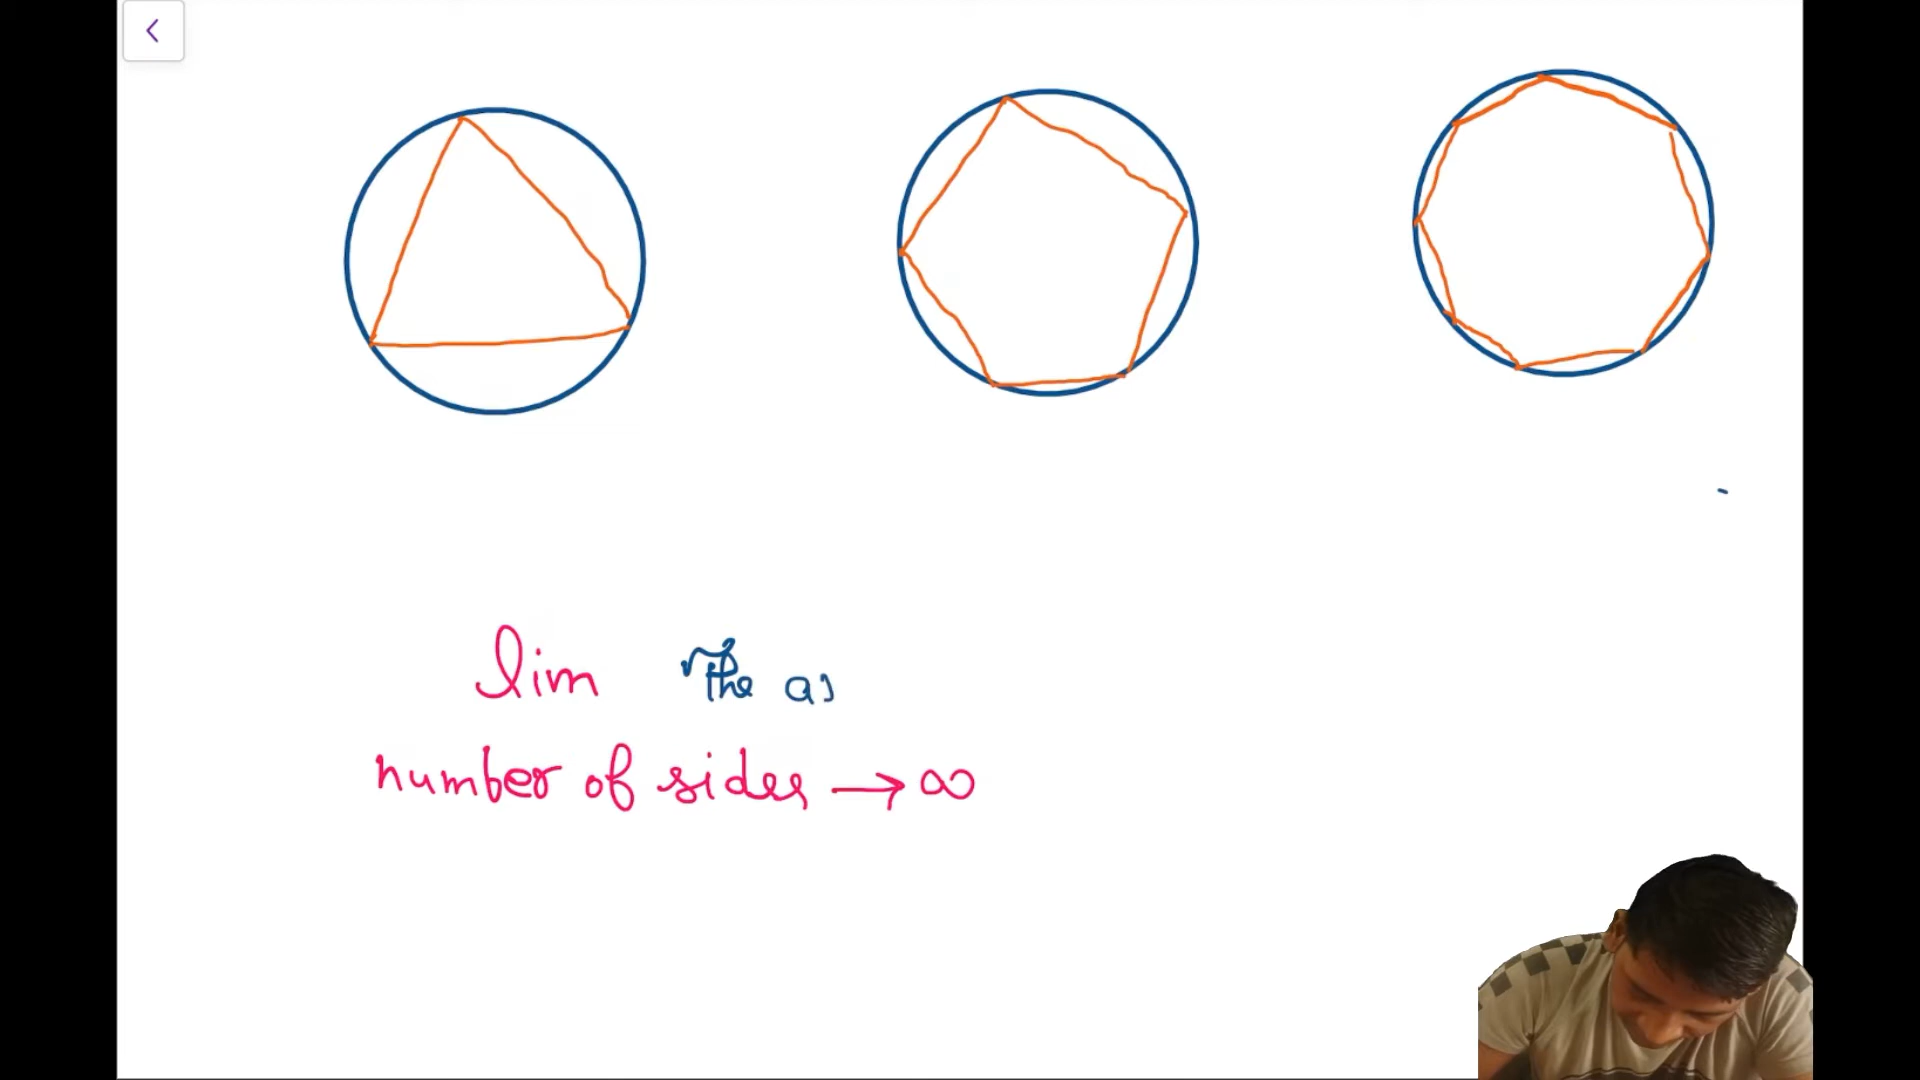 lim The as
number of sides → ∞